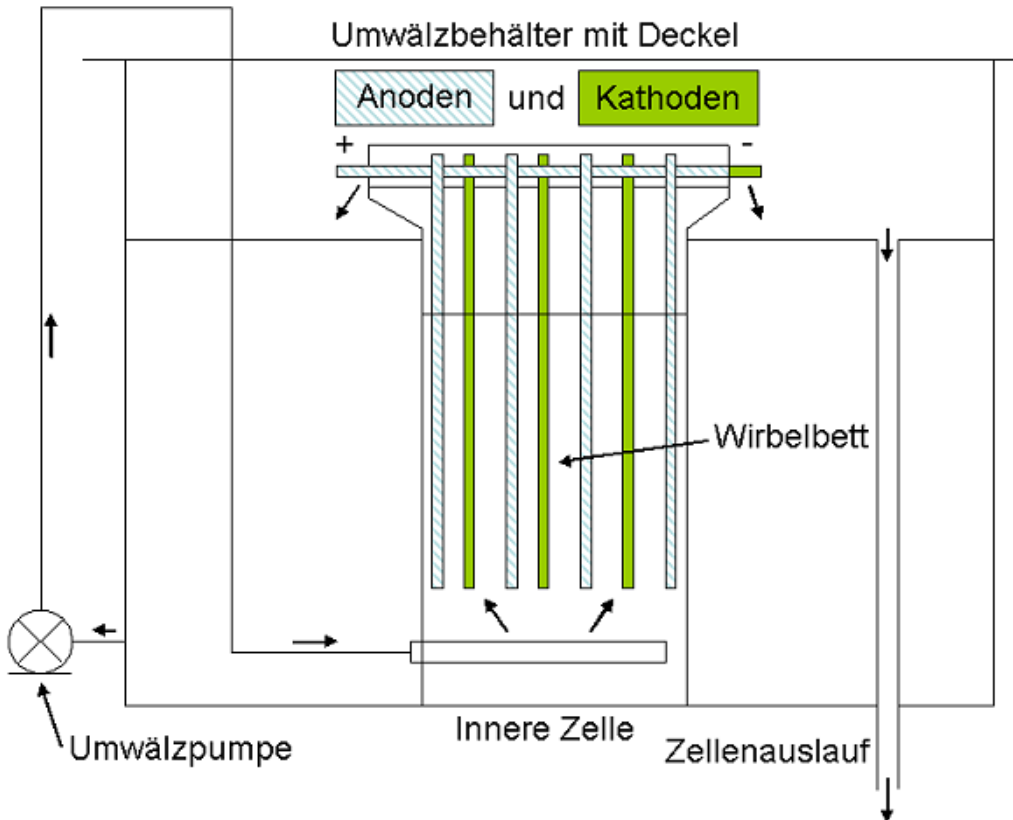 Umwälzbehälter mit Deckel
Anoden und Kathoden
+ -
Wirbelbett
Innere Zelle
Umwälzpumpe
Zellenauslauf